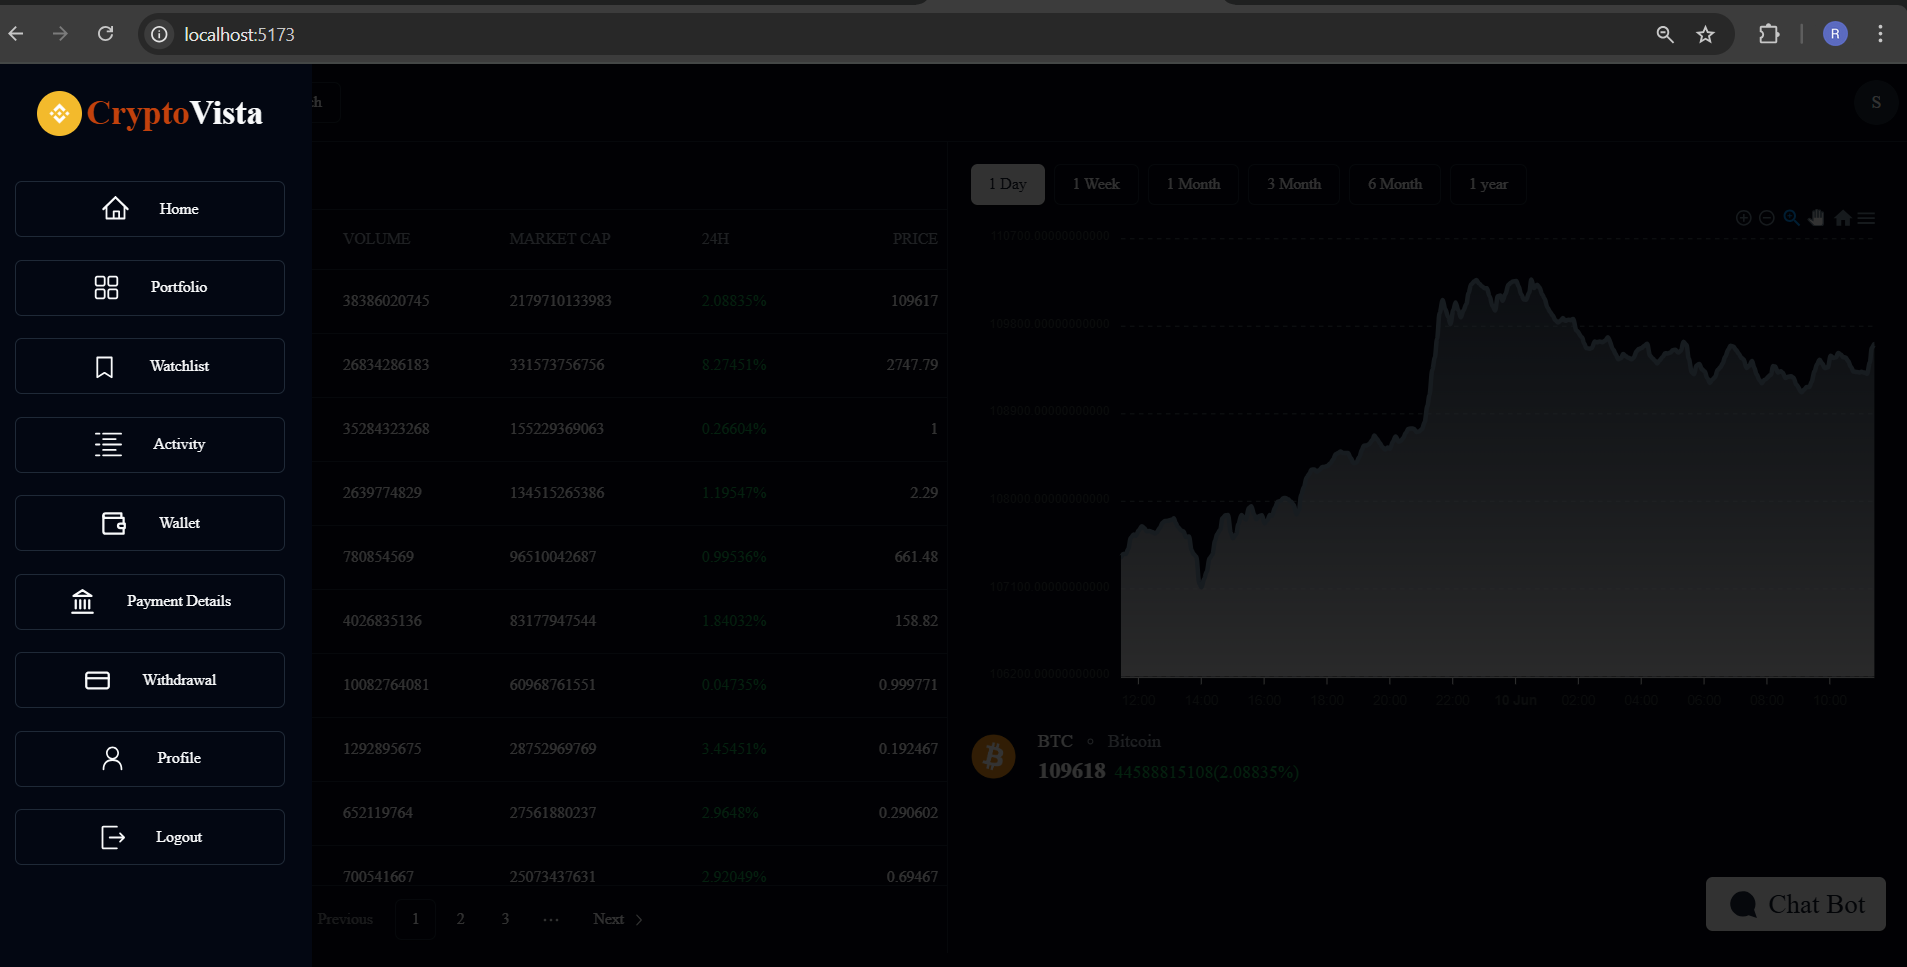 localhost:5173
R
CryptoVista
Home
Portfolio
Watchlist
Activity
Wallet
Payment Details
Withdrawal
Profile
Logout
S
VOLUME MARKET CAP 24H PRICE
38386020745 2179710133983 2.08835% 109617
26834286183 331573756756 8.27451% 2747.79
35284323268 155229369063 0.26604% 1
2639774829 134515265386 1.19547% 2.29
780854569 96510042687 0.99536% 661.48
4026835136 83177947544 1.84032% 158.82
10082764081 60968761551 0.04735% 0.999771
1292895675 28752969769 3.45451% 0.192467
652119764 27561880237 2.9648% 0.290602
700541667 25073437631 2.92049% 0.69467
Previous 1 2 3 ... Next
1 Day 1 Week 1 Month 3 Month 6 Month 1 year
110700.00000000000
109800.00000000000
108900.00000000000
108000.00000000000
107100.00000000000
106200.00000000000
12:00 14:00 16:00 18:00 20:00 22:00 10 Jun 02:00 04:00 06:00 08:00 10:00
BTC Bitcoin
109618 44588815108(2.08835%)
Chat Bot